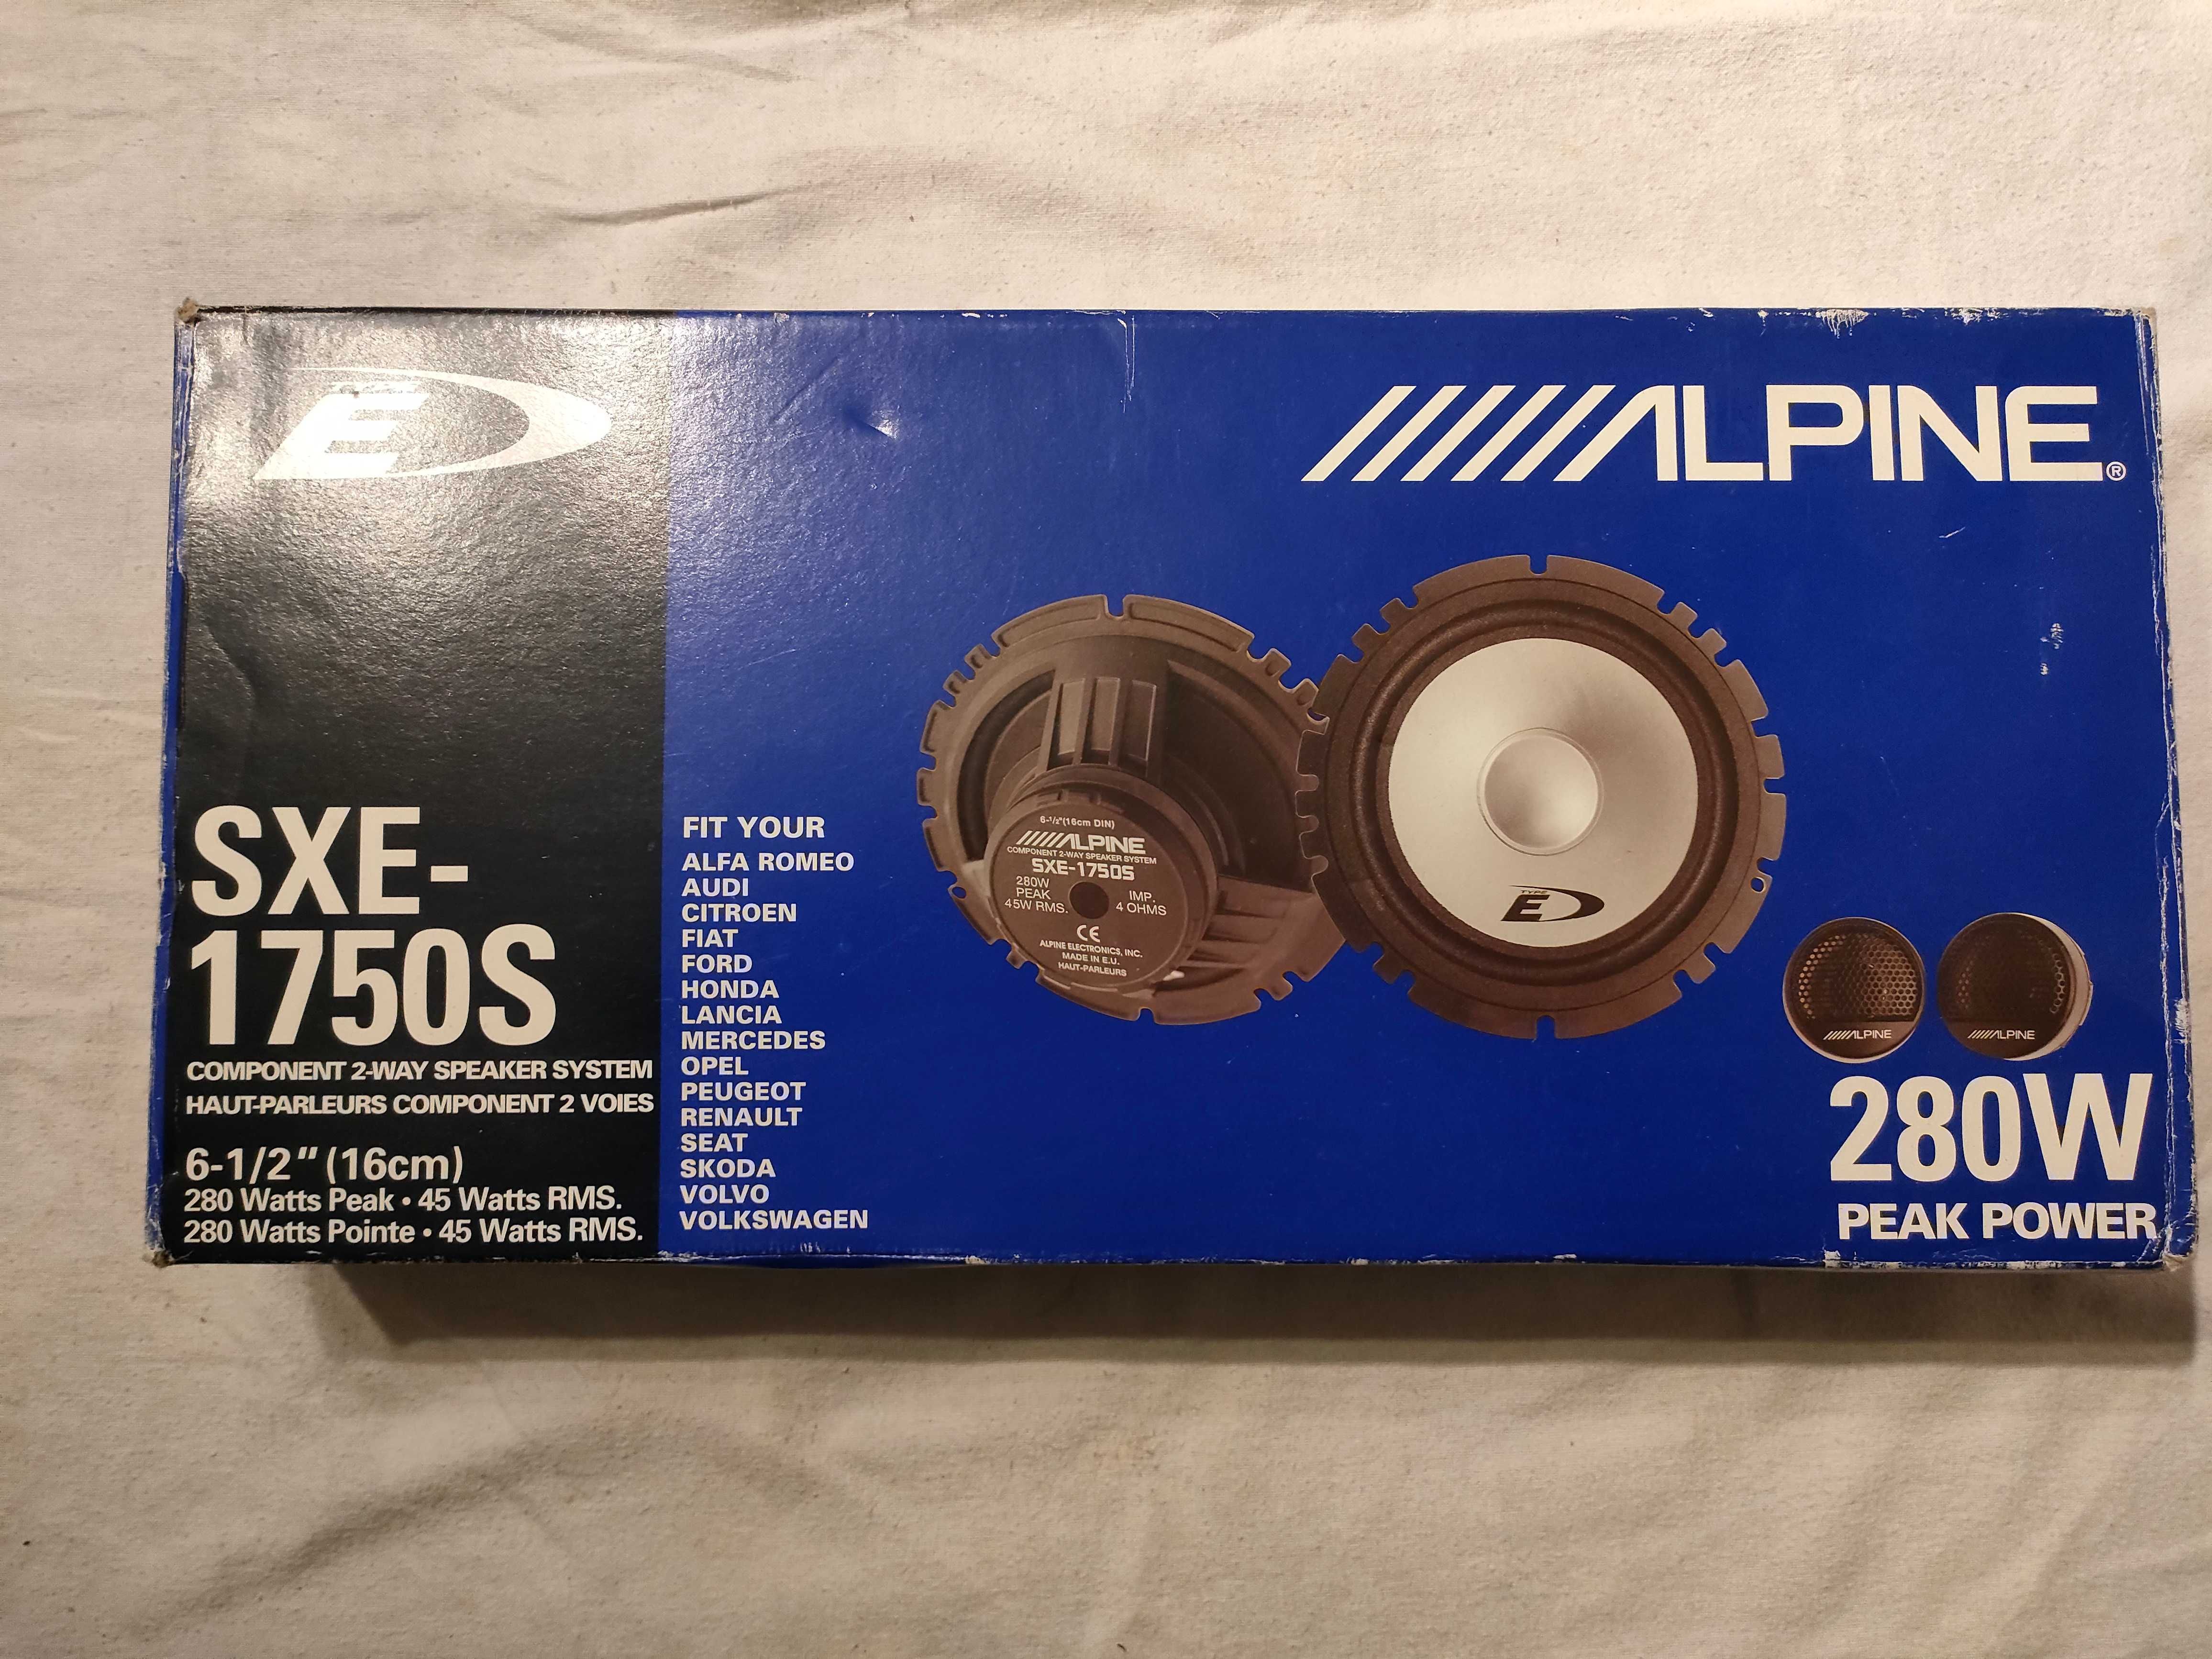 E
ALPINE®
SXE-
1750S
COMPONENT 2-WAY SPEAKER SYSTEM
HAUT-PARLEURS COMPONENT 2 VOIES
6-1/2" (16cm)
280 Watts Peak • 45 Watts RMS.
280 Watts Pointe • 45 Watts RMS.
FIT YOUR
ALFA ROMEO
AUDI
CITROEN
FIAT
FORD
HONDA
LANCIA
MERCEDES
OPEL
PEUGEOT
RENAULT
SEAT
SKODA
VOLVO
VOLKSWAGEN
6-1/2"(16cm DIN)
ALPINE
COMPONENT 2-WAY SPEAKER SYSTEM
SXE-1750S
280W
PEAK
45W RMS.
IMP.
4 OHMS
CE
ALPINE ELECTRONICS, INC.
MADE IN E.U.
HAUT-PARLEURS
TYPE
E
ALPINE
ALPINE
280W
PEAK POWER